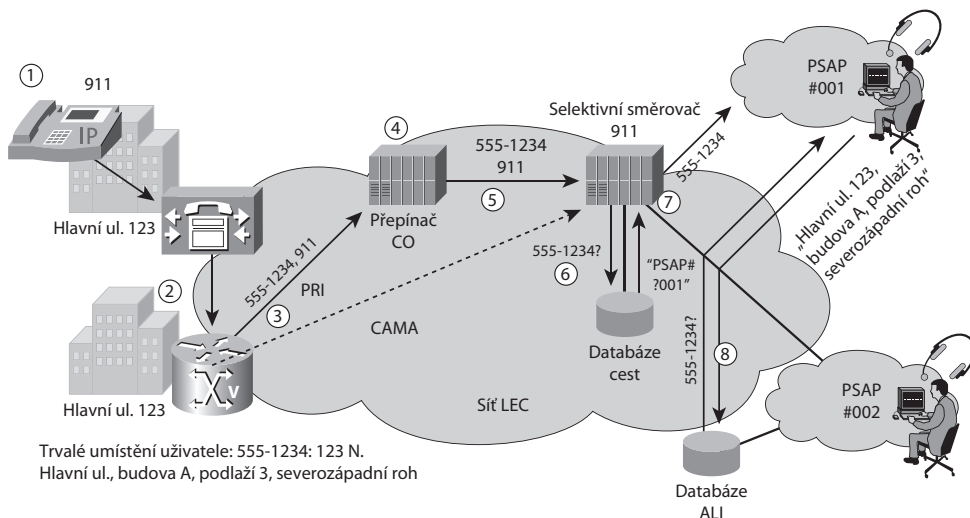 1
911
IP
Hlavní ul. 123
2
Hlavní ul. 123
V
555-1234, 911
PRI
3
CAMA
4
Přepínač
CO
555-1234
911
5
Selektivní směrovač
911
7
555-1234
555-1234?
6
"PSAP#
?001"
Databáze
cest
Síť LEC
555-1234?
8
Databáze
ALI
PSAP
#001
„Hlavní ul. 123,
budova A, podlaží 3,
severozápadní roh“
PSAP
#002
Trvalé umístění uživatele: 555-1234: 123 N.
Hlavní ul., budova A, podlaží 3, severozápadní roh